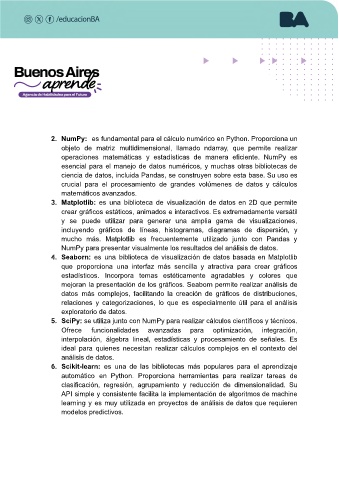 /educacionBA
BA
Buenos Aires
aprende
Agencia de Habilidades para el Futuro
2. NumPy: es fundamental para el cálculo numérico en Python. Proporciona un
objeto de matriz multidimensional, llamado ndarray, que permite realizar
operaciones matemáticas y estadísticas de manera eficiente. NumPy es
esencial para el manejo de datos numéricos, y muchas otras bibliotecas de
ciencia de datos, incluida Pandas, se construyen sobre esta base. Su uso es
crucial para el procesamiento de grandes volúmenes de datos y cálculos
matemáticos avanzados.
3. Matplotlib: es una biblioteca de visualización de datos en 2D que permite
crear gráficos estáticos, animados e interactivos. Es extremadamente versátil
y se puede utilizar para generar una amplia gama de visualizaciones,
incluyendo gráficos de líneas, histogramas, diagramas de dispersión, y
mucho más. Matplotlib es frecuentemente utilizado junto con Pandas y
NumPy para presentar visualmente los resultados del análisis de datos.
4. Seaborn: es una biblioteca de visualización de datos basada en Matplotlib
que proporciona una interfaz más sencilla y atractiva para crear gráficos
estadísticos. Incorpora temas estéticamente agradables y colores que
mejoran la presentación de los gráficos. Seaborn permite realizar análisis de
datos más complejos, facilitando la creación de gráficos de distribuciones,
relaciones y categorizaciones, lo que es especialmente útil para el análisis
exploratorio de datos.
5. SciPy: se utiliza junto con NumPy para realizar cálculos científicos y técnicos.
Ofrece funcionalidades avanzadas para optimización, integración,
interpolación, álgebra lineal, estadísticas y procesamiento de señales. Es
ideal para quienes necesitan realizar cálculos complejos en el contexto del
análisis de datos.
6. Scikit-learn: es una de las bibliotecas más populares para el aprendizaje
automático en Python. Proporciona herramientas para realizar tareas de
clasificación, regresión, agrupamiento y reducción de dimensionalidad. Su
API simple y consistente facilita la implementación de algoritmos de machine
learning y es muy utilizada en proyectos de análisis de datos que requieren
modelos predictivos.